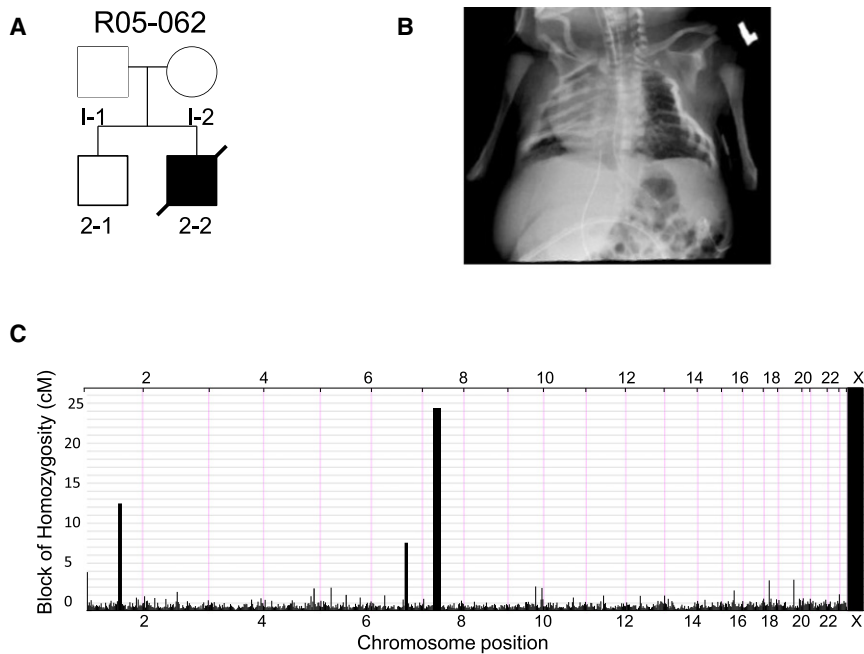 A
R05-062
I-1 I-2
2-1 2-2
B
L
C
2 4 6 8 10 12 14 16 18 20 22 X
Block of Homozygosity (cM)
25
20
15
10
5
0
2 4 6 8 10 12 14 16 18 20 22 X
Chromosome position